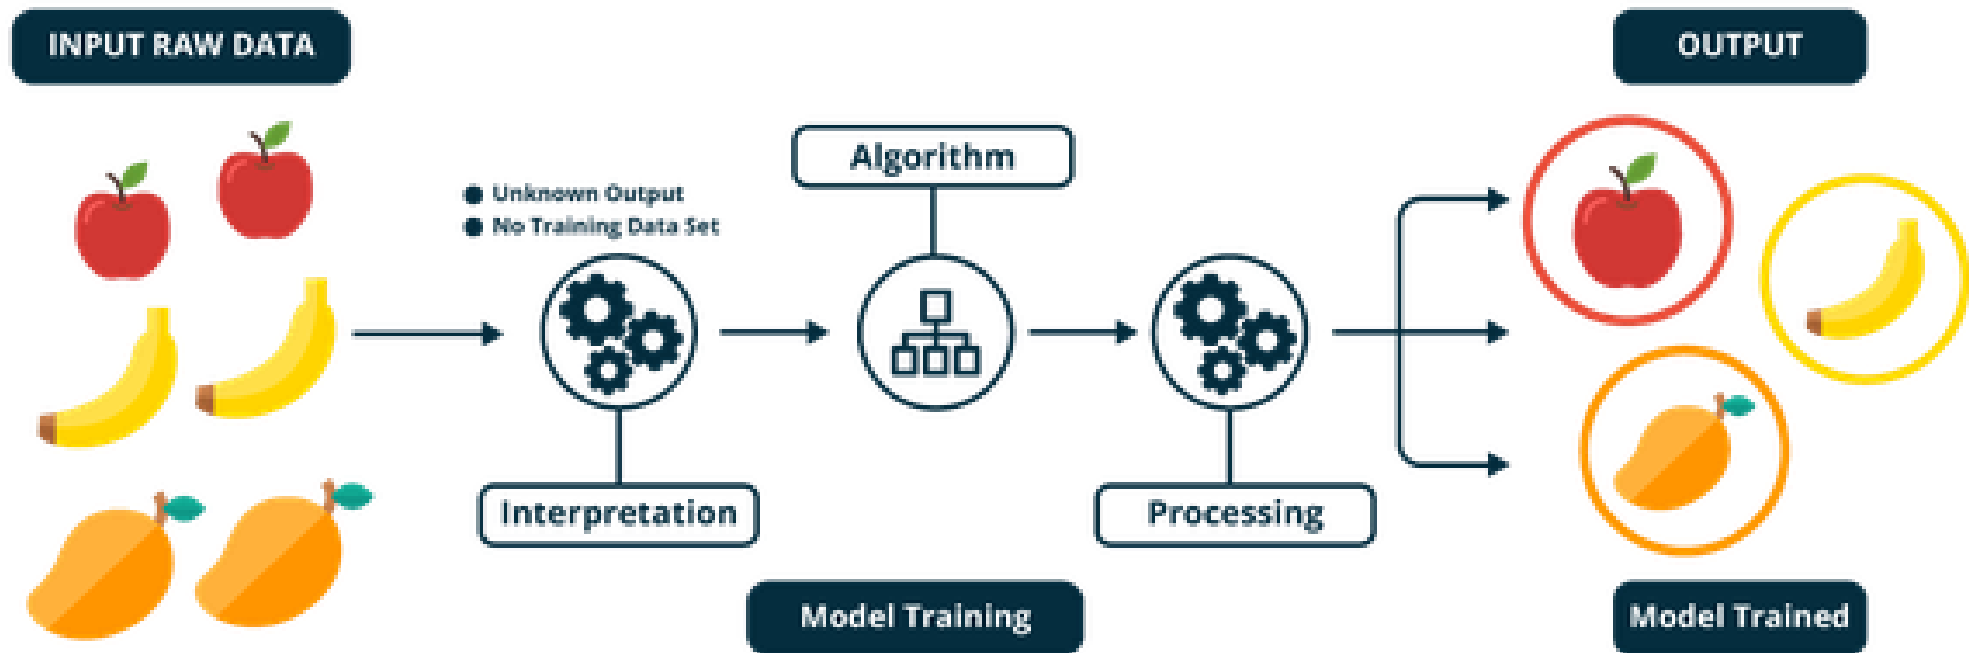 INPUT RAW DATA
OUTPUT
Algorithm
Unknown Output
No Training Data Set
Interpretation
Processing
Model Training
Model Trained